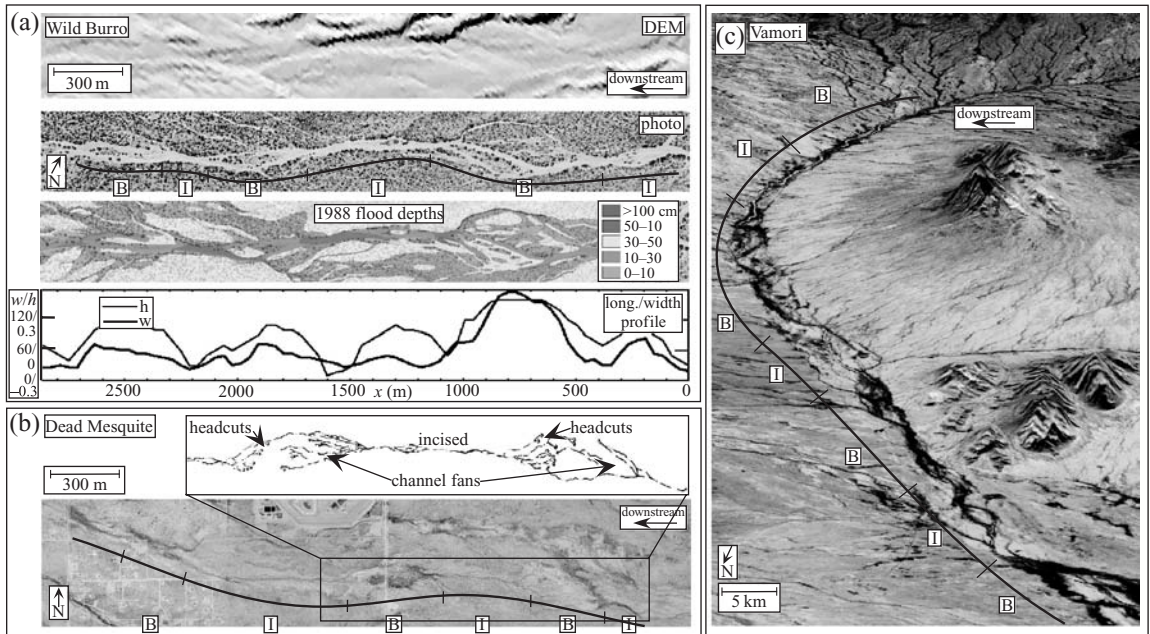 (a)
Wild Burro
DEM
300 m
downstream
photo
N
B I B I B I
1988 flood depths
>100 cm
50–10
30–50
10–30
0–10
w/h
120/
0.3
60/
0
0/
–0.3
h
w
long./width
profile
2500 2000 1500 x (m) 1000 500 0
(b)
Dead Mesquite
headcuts
incised
headcuts
channel fans
300 m
downstream
N
B I B I B I
(c)
Vamori
downstream
B
I
B
I
B
I
B
N
5 km